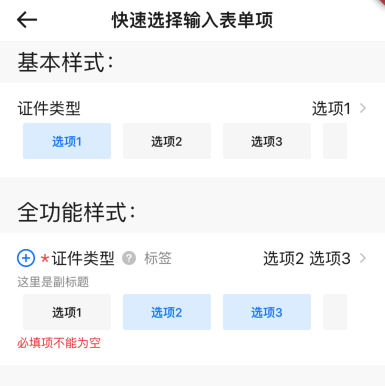 快速选择输入表单项
基本样式：
证件类型 选项1
选项1 选项2 选项3
全功能样式：
*证件类型 ? 标签 选项2 选项3
这里是副标题
选项1 选项2 选项3
必填项不能为空